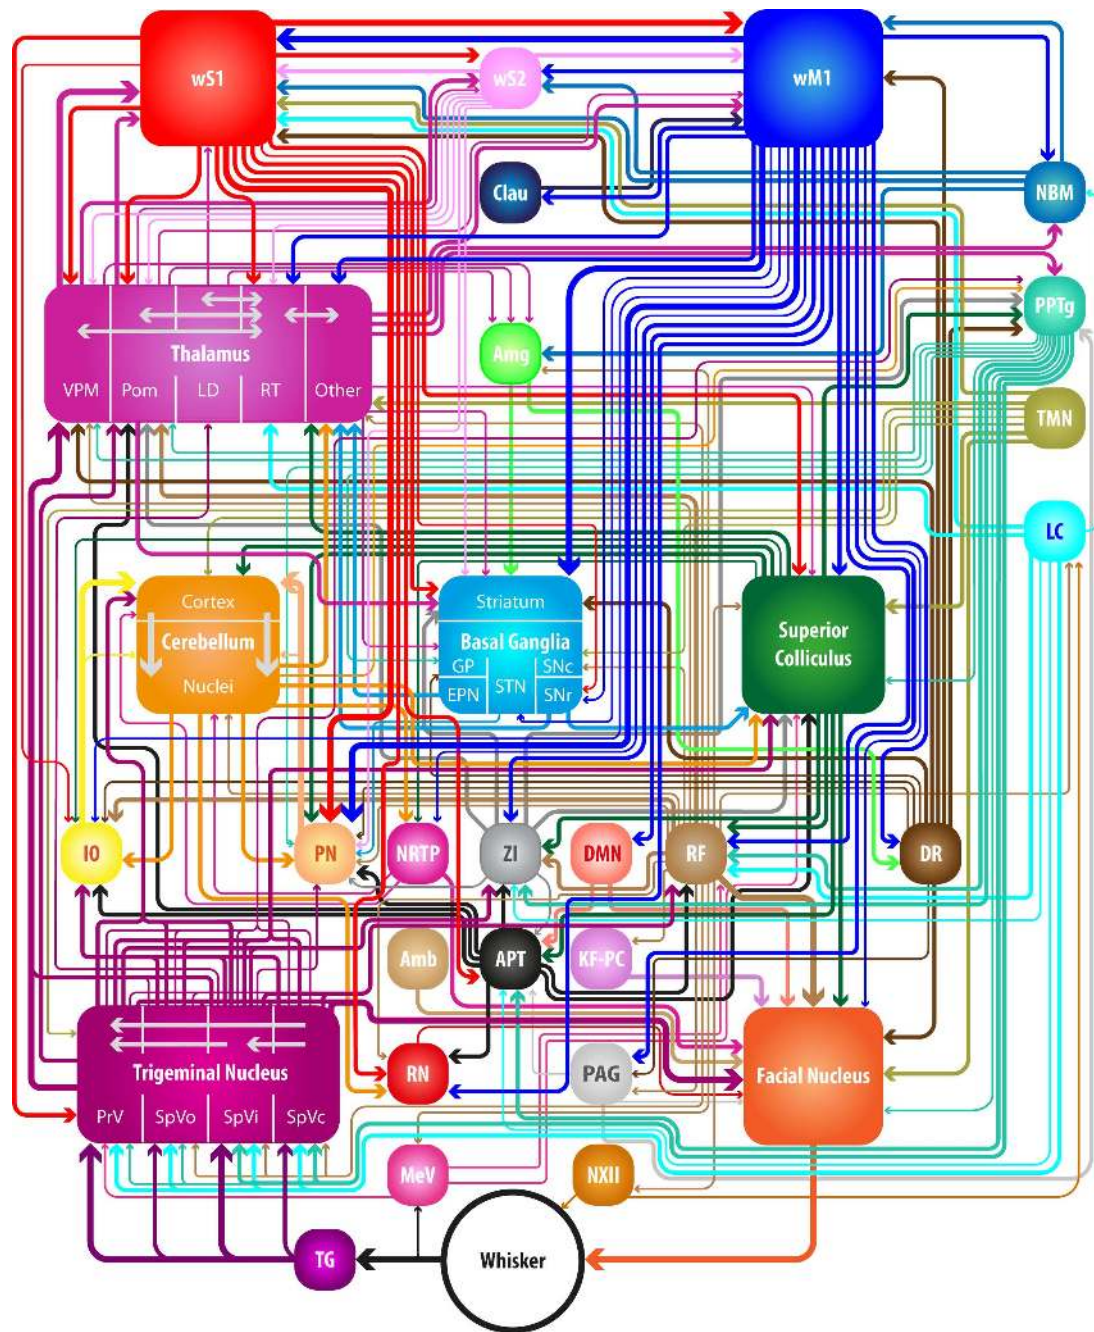 wS1
wS2
wM1
Clau
NBM
PPTg
Amg
Thalamus
VPM Pom LD RT Other
TMN
LC
Cortex
Cerebellum
Nuclei
Striatum
Basal Ganglia
GP STN SNc
EPN SNr
Superior
Colliculus
IO
PN
NRTP
ZI
DMN
RF
DR
Amb
APT
KF-PC
Trigeminal Nucleus
PrV SpVo SpVi SpVc
RN
PAG
Facial Nucleus
MeV
NXII
TG
Whisker